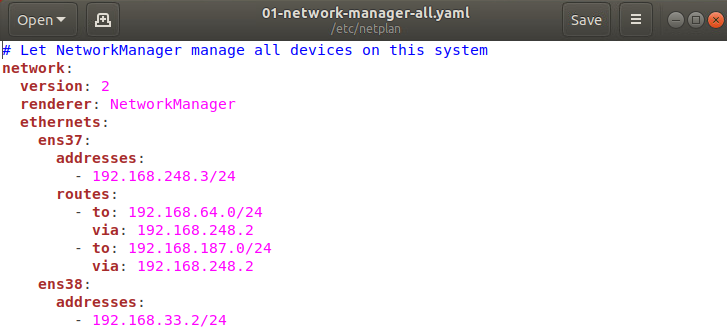 Open
01-network-manager-all.yaml
/etc/netplan
Save
# Let NetworkManager manage all devices on this system
network:
  version: 2
  renderer: NetworkManager
  ethernets:
    ens37:
      addresses:
        - 192.168.248.3/24
      routes:
        - to: 192.168.64.0/24
          via: 192.168.248.2
        - to: 192.168.187.0/24
          via: 192.168.248.2
    ens38:
      addresses:
        - 192.168.33.2/24